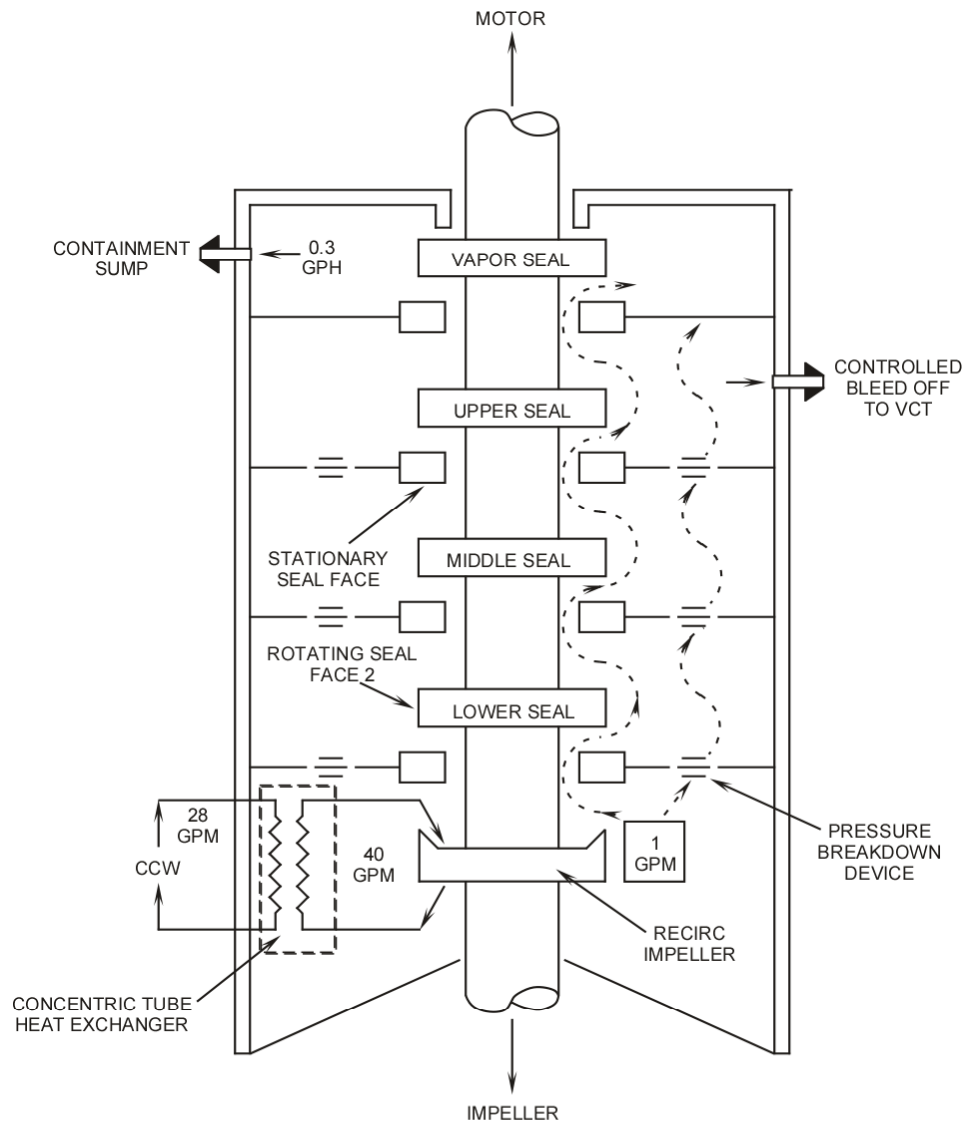 MOTOR
CONTAINMENT
SUMP
0.3
GPH
VAPOR SEAL
CONTROLLED
BLEED OFF
TO VCT
UPPER SEAL
STATIONARY
SEAL FACE
MIDDLE SEAL
ROTATING SEAL
FACE 2
LOWER SEAL
28
GPM
CCW
40
GPM
1
GPM
PRESSURE
BREAKDOWN
DEVICE
RECIRC
IMPELLER
CONCENTRIC TUBE
HEAT EXCHANGER
IMPELLER